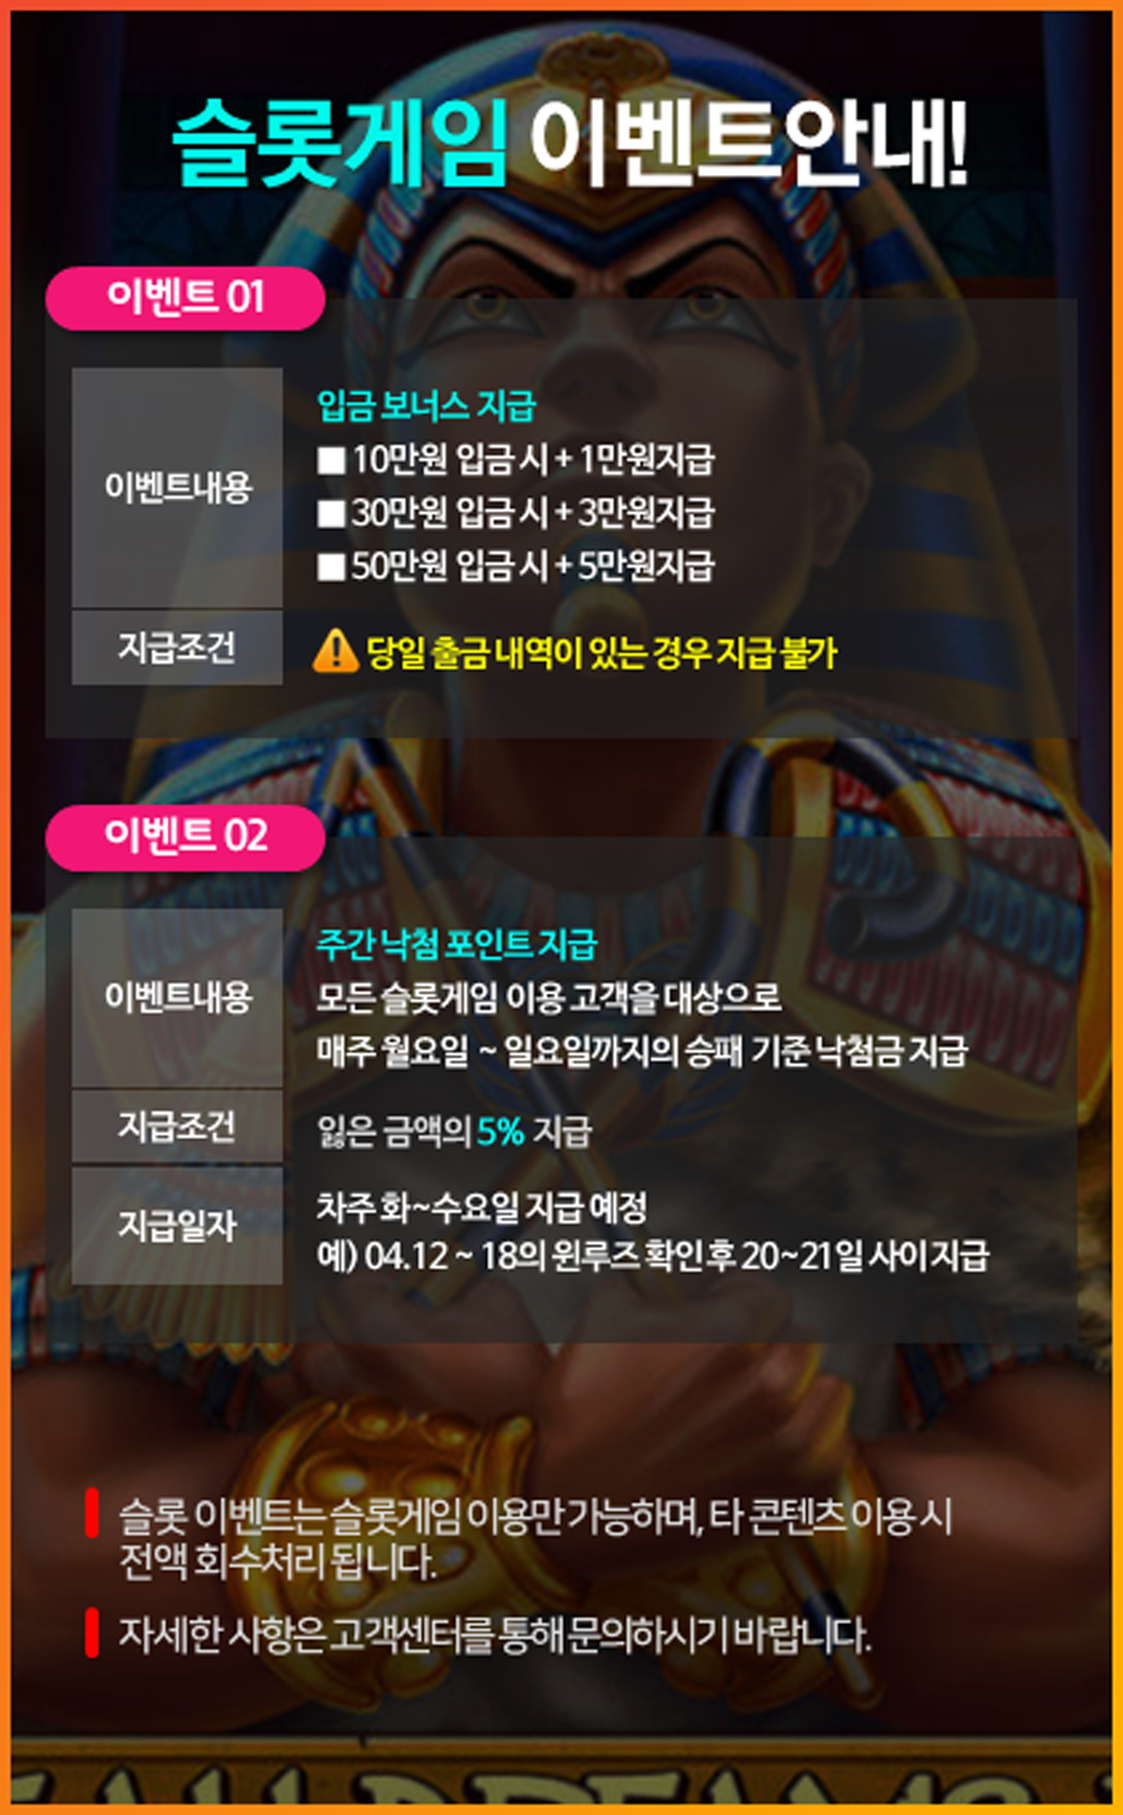 슬롯게임 이벤트안내!
이벤트 01
이벤트내용
입금 보너스 지급
■ 10만원 입금 시 + 1만원지급
■ 30만원 입금 시 + 3만원지급
■ 50만원 입금 시 + 5만원지급
지급조건
당일 출금 내역이 있는 경우 지급 불가
이벤트 02
이벤트내용
주간 낙첨 포인트 지급
모든 슬롯게임 이용 고객을 대상으로
매주 월요일 ~ 일요일까지의 승패 기준 낙첨금 지급
지급조건
잃은 금액의 5% 지급
지급일자
차주 화~수요일 지급 예정
예) 04.12 ~ 18의 윈루즈 확인 후 20~21일 사이 지급
슬롯 이벤트는 슬롯게임 이용만 가능하며, 타 콘텐츠 이용 시
전액 회수처리 됩니다.
자세한 사항은 고객센터를 통해 문의하시기 바랍니다.